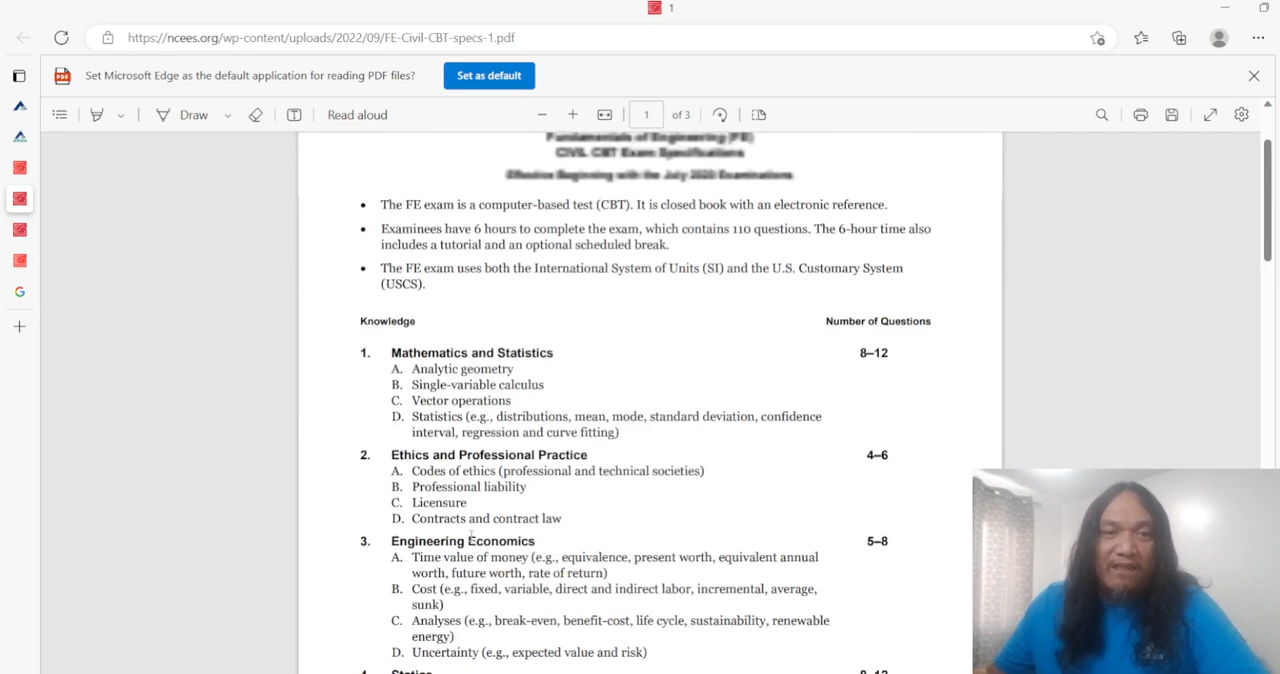 1
https://ncees.org/wp-content/uploads/2022/09/FE-Civil-CBT-specs-1.pdf
Set Microsoft Edge as the default application for reading PDF files?
Set as default
Draw
Read aloud
1 of 3
Fundamentals of Engineering (FE)
CIVIL CBT Exam Specifications
Effective Beginning with the July 2020 Examinations
• The FE exam is a computer-based test (CBT). It is closed book with an electronic reference.
• Examinees have 6 hours to complete the exam, which contains 110 questions. The 6-hour time also
includes a tutorial and an optional scheduled break.
• The FE exam uses both the International System of Units (SI) and the U.S. Customary System
(USCS).
Knowledge Number of Questions
1. Mathematics and Statistics 8–12
A. Analytic geometry
B. Single-variable calculus
C. Vector operations
D. Statistics (e.g., distributions, mean, mode, standard deviation, confidence
interval, regression and curve fitting)
2. Ethics and Professional Practice 4–6
A. Codes of ethics (professional and technical societies)
B. Professional liability
C. Licensure
D. Contracts and contract law
3. Engineering Economics 5–8
A. Time value of money (e.g., equivalence, present worth, equivalent annual
worth, future worth, rate of return)
B. Cost (e.g., fixed, variable, direct and indirect labor, incremental, average,
sunk)
C. Analyses (e.g., break-even, benefit-cost, life cycle, sustainability, renewable
energy)
D. Uncertainty (e.g., expected value and risk)
4. Statics 8–12